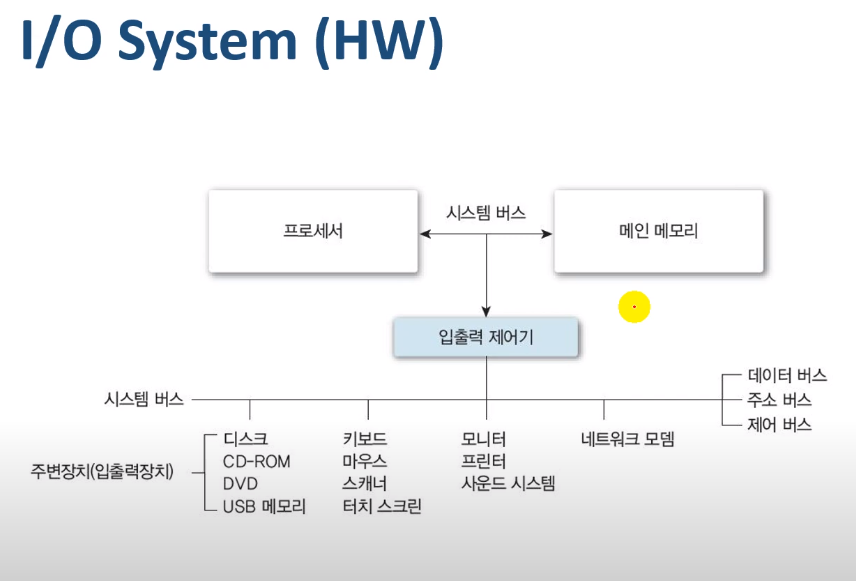 I/O System (HW)
시스템 버스
프로세서
메인 메모리
입출력 제어기
시스템 버스
데이터 버스
주소 버스
제어 버스
주변장치(입출력장치)
디스크
CD-ROM
DVD
USB 메모리
키보드
마우스
스캐너
터치 스크린
모니터
프린터
사운드 시스템
네트워크 모뎀